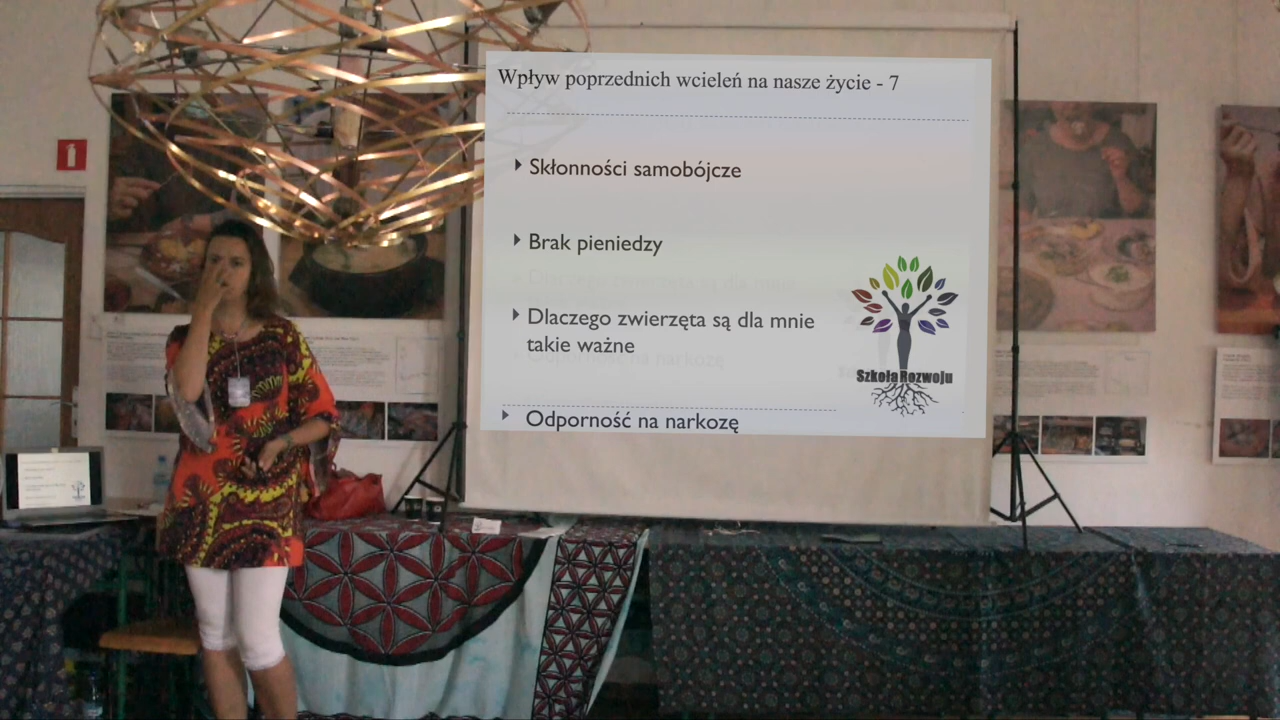 Wpływ poprzednich wcieleń na nasze życie - 7
Skłonności samobójcze
Brak pieniedzy
Dlaczego zwierzęta są dla mnie
takie ważne
Szkoła Rozwoju
Odporność na narkozę